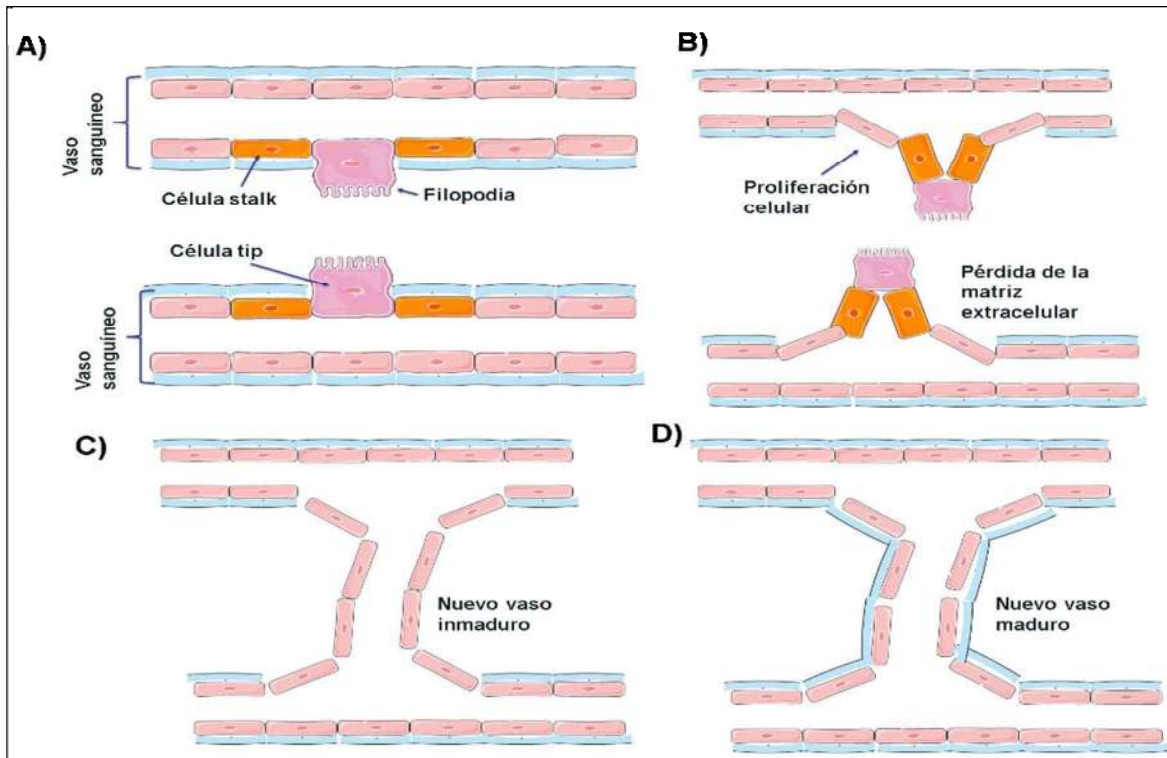 A)
Vaso
sanguíneo
Célula stalk
Filopodia
Célula tip
Vaso
sanguíneo
B)
Proliferación
celular
Pérdida de la
matriz
extracelular
C)
Nuevo vaso
inmaduro
D)
Nuevo vaso
maduro